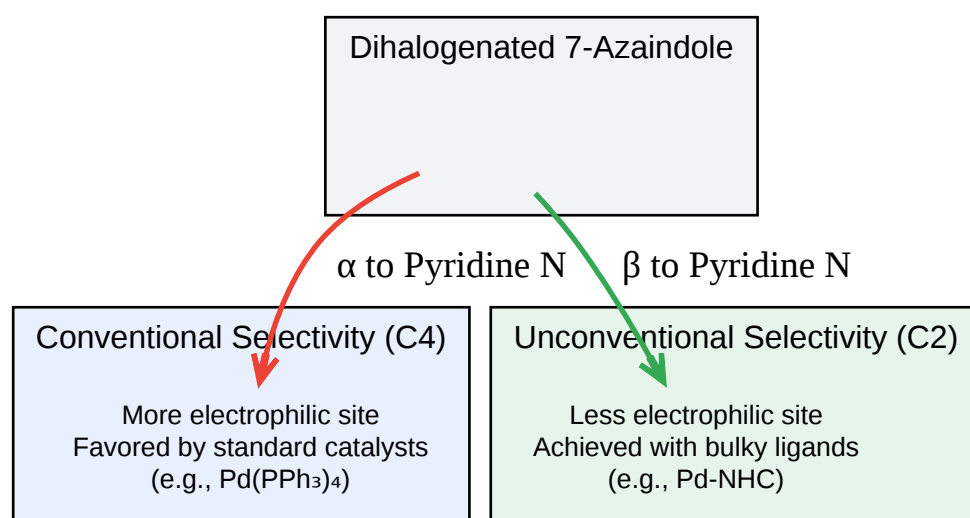 Dihalogenated 7-Azaindole
α to Pyridine N
β to Pyridine N
Conventional Selectivity (C4)
More electrophilic site
Favored by standard catalysts
(e.g., Pd(PPh₃)₄)
Unconventional Selectivity (C2)
Less electrophilic site
Achieved with bulky ligands
(e.g., Pd-NHC)